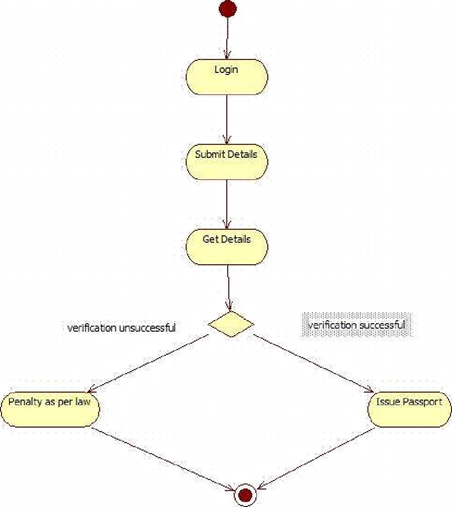 Login
Submit Details
Get Details
verification unsuccessful
verification successful
Penalty as per law
Issue Passport